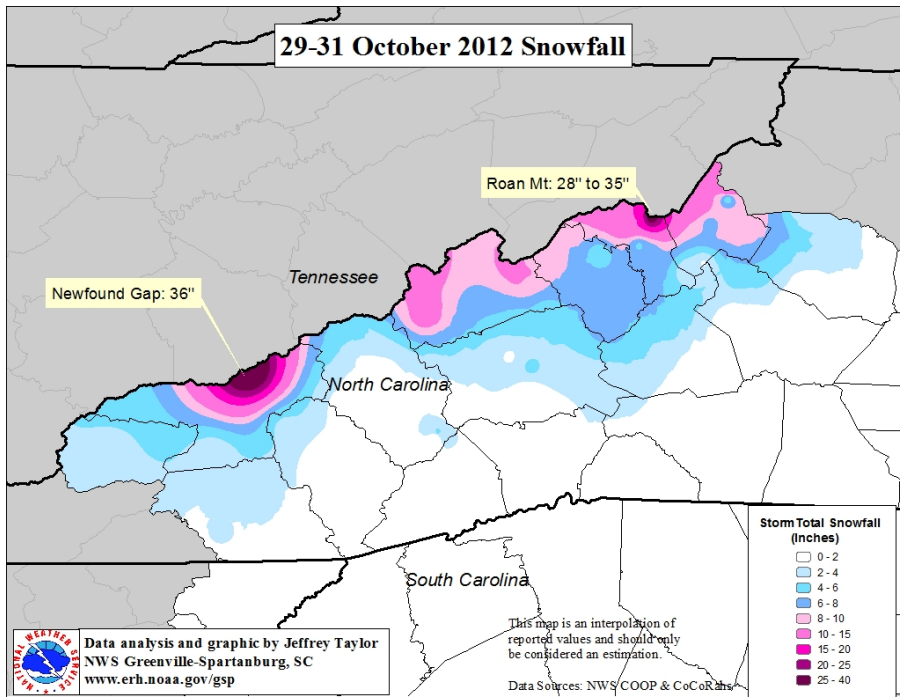 29-31 October 2012 Snowfall
Roan Mt: 28" to 35"
Tennessee
Newfound Gap: 36"
North Carolina
South Carolina
Storm Total Snowfall
(Inches)
0 - 2
2 - 4
4 - 6
6 - 8
8 - 10
10 - 15
15 - 20
20 - 25
25 - 40
This map is an interpolation of
reported values and should only
be considered an estimation.
Data Sources: NWS COOP & CoCoRahs
NATIONAL WEATHER SERVICE
Data analysis and graphic by Jeffrey Taylor
NWS Greenville-Spartanburg, SC
www.erh.noaa.gov/gsp